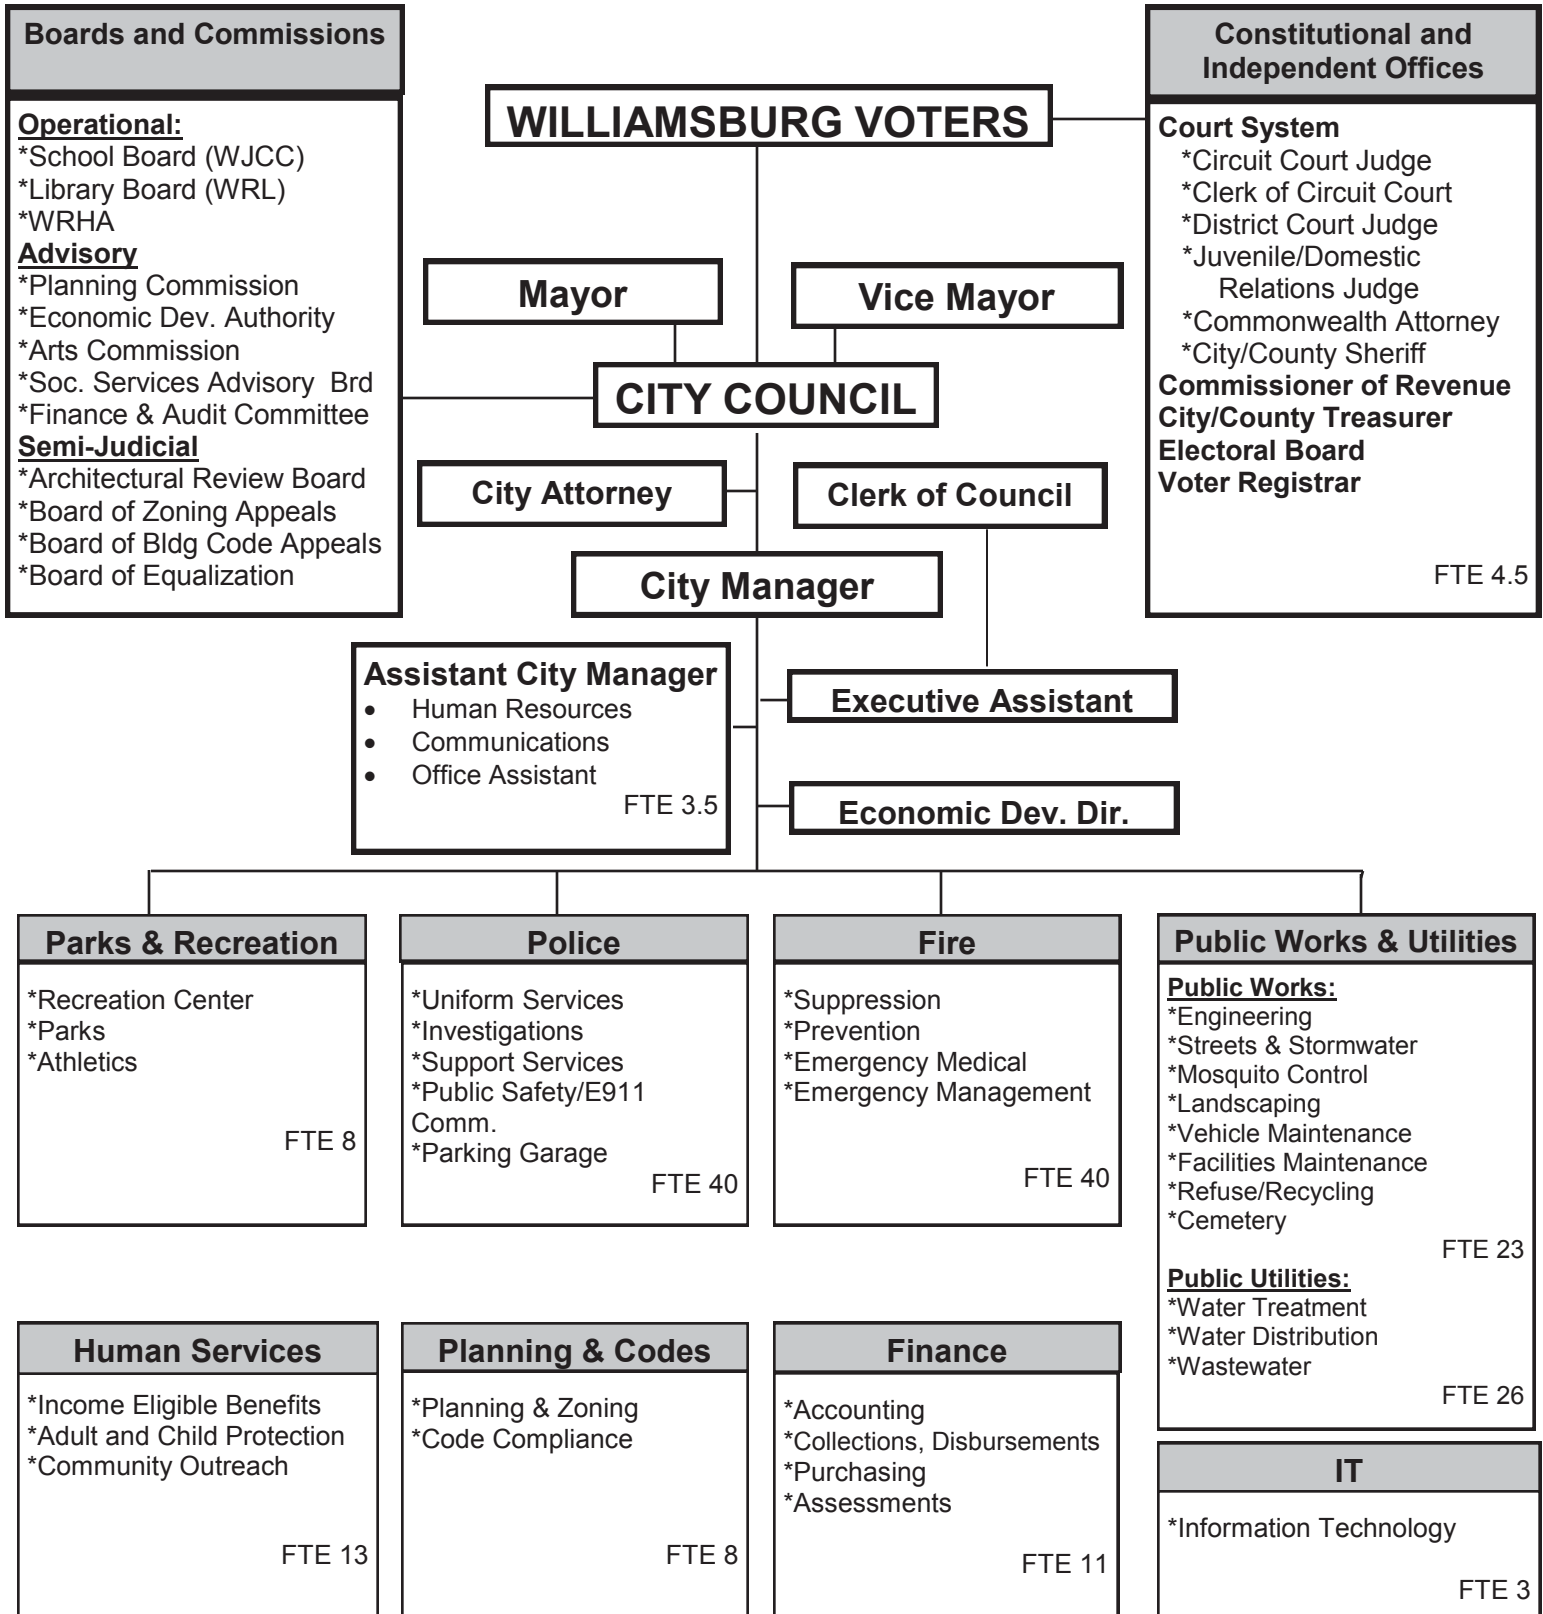 Boards and Commissions
Operational:
*School Board (WJCC)
*Library Board (WRL)
*WRHA
Advisory
*Planning Commission
*Economic Dev. Authority
*Arts Commission
*Soc. Services Advisory Brd
*Finance & Audit Committee
Semi-Judicial
*Architectural Review Board
*Board of Zoning Appeals
*Board of Bldg Code Appeals
*Board of Equalization
WILLIAMSBURG VOTERS
Constitutional and
Independent Offices
Court System
*Circuit Court Judge
*Clerk of Circuit Court
*District Court Judge
*Juvenile/Domestic
Relations Judge
*Commonwealth Attorney
*City/County Sheriff
Commissioner of Revenue
City/County Treasurer
Electoral Board
Voter Registrar
FTE 4.5
Mayor
Vice Mayor
CITY COUNCIL
City Attorney
Clerk of Council
City Manager
Assistant City Manager
• Human Resources
• Communications
• Office Assistant
FTE 3.5
Executive Assistant
Economic Dev. Dir.
Parks & Recreation
*Recreation Center
*Parks
*Athletics
FTE 8
Police
*Uniform Services
*Investigations
*Support Services
*Public Safety/E911
Comm.
*Parking Garage
FTE 40
Fire
*Suppression
*Prevention
*Emergency Medical
*Emergency Management
FTE 40
Public Works & Utilities
Public Works:
*Engineering
*Streets & Stormwater
*Mosquito Control
*Landscaping
*Vehicle Maintenance
*Facilities Maintenance
*Refuse/Recycling
*Cemetery
FTE 23
Public Utilities:
*Water Treatment
*Water Distribution
*Wastewater
FTE 26
Human Services
*Income Eligible Benefits
*Adult and Child Protection
*Community Outreach
FTE 13
Planning & Codes
*Planning & Zoning
*Code Compliance
FTE 8
Finance
*Accounting
*Collections, Disbursements
*Purchasing
*Assessments
FTE 11
IT
*Information Technology
FTE 3